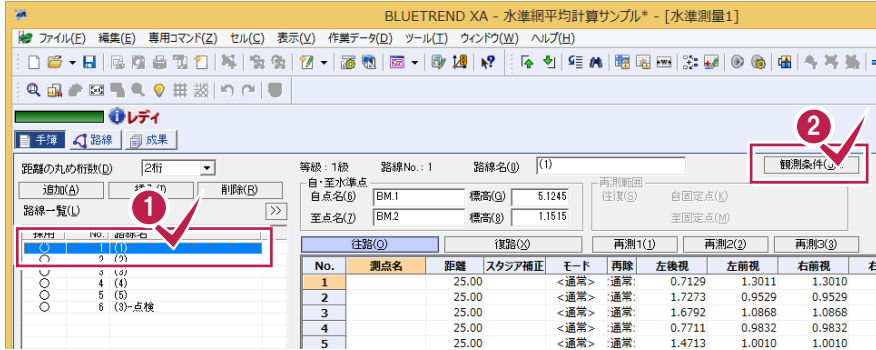 BLUETREND XA - 水準網平均計算サンプル* - [水準測量1]
ファイル(F) 編集(E) 専用コマンド(Z) セル(C) 表示(V) 作業データ(D) ツール(T) ウィンドウ(W) ヘルプ(H)
レディ
手簿 路線 成果
距離の丸め桁数(D) 2桁
追加(A) 削除(R)
路線一覧(L) >>
採用 No. 路線名
1 (1)
2 (2)
3 (3)
4 (4)
5 (5)
6 (3)-点検
1
等級：1級 路線No.：1 路線名(0) (1)
観測条件
2
自・至水準点
自点名(6) BM.1 標高(G) 5.1245
至点名(7) BM.2 標高(8) 1.1515
再測範囲
往復(S) 自固定点(K)
至固定点(M)
往路(O) 復路(X) 再測1(1) 再測2(2) 再測3(3)
No. 測点名 距離 スタジア補正 モード 再除 左後視 左前視 右前視 右
1 25.00 <通常> :通常: 0.7129 1.3011 1.3010
2 25.00 <通常> :通常: 1.7273 0.9529 0.9529
3 25.00 <通常> :通常: 1.6792 1.0868 1.0868
4 25.00 <通常> :通常: 0.7711 0.9832 0.9832
5 25.00 <通常> :通常: 1.4713 1.0010 1.0010